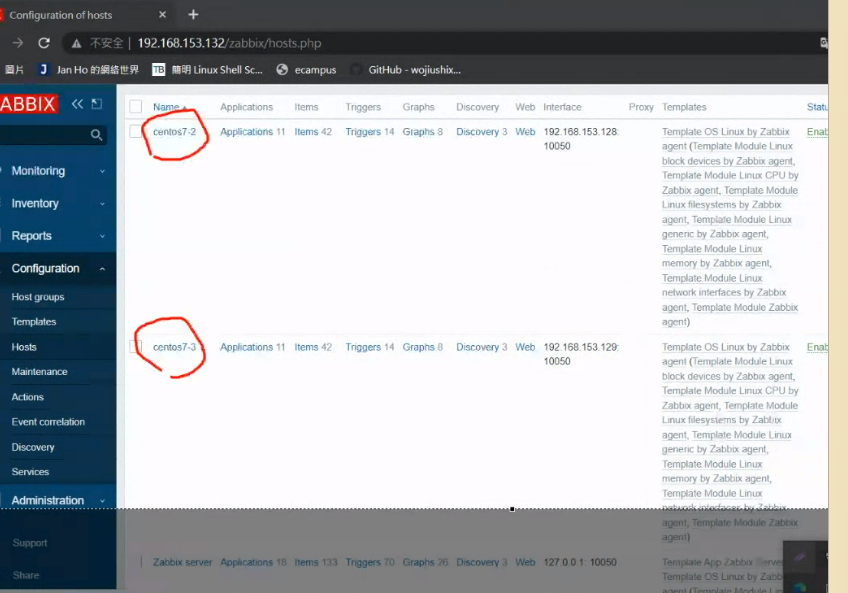 Configuration of hosts
不安全 | 192.168.153.132/zabbix/hosts.php
圖片 J Jan Ho 的網絡世界 TB 簡明 Linux Shell Sc... ecampus GitHub - wojiushix...
ABBIX
Name Applications Items Triggers Graphs Discovery Web Interface Proxy Templates Statu
centos7-2 Applications 11 Items 42 Triggers 14 Graphs 8 Discovery 3 Web 192.168.153.128: Template OS Linux by Zabbix Enab
10050 agent (Template Module Linux
block devices by Zabbix agent,
Template Module Linux CPU by
Zabbix agent, Template Module
Linux filesystems by Zabbix
agent, Template Module Linux
generic by Zabbix agent,
Template Module Linux
memory by Zabbix agent,
Template Module Linux
network interfaces by Zabbix
agent, Template Module Zabbix
agent)
centos7-3 Applications 11 Items 42 Triggers 14 Graphs 8 Discovery 3 Web 192.168.153.129: Template OS Linux by Zabbix Enab
10050 agent (Template Module Linux
block devices by Zabbix agent,
Template Module Linux CPU by
Zabbix agent, Template Module
Linux filesystems by Zabbix
agent, Template Module Linux
generic by Zabbix agent,
Template Module Linux
memory by Zabbix agent,
Template Module Linux
network interfaces by Zabbix
agent, Template Module Zabbix
agent)
Zabbix server Applications 18 Items 133 Triggers 70 Graphs 26 Discovery 3 Web 127.0.0.1: 10050 Template App Zabbix Server
Template OS Linux by Zabb
agent (Template Module Lin
Monitoring
Inventory
Reports
Configuration
Host groups
Templates
Hosts
Maintenance
Actions
Event correlation
Discovery
Services
Administration
Support
Share